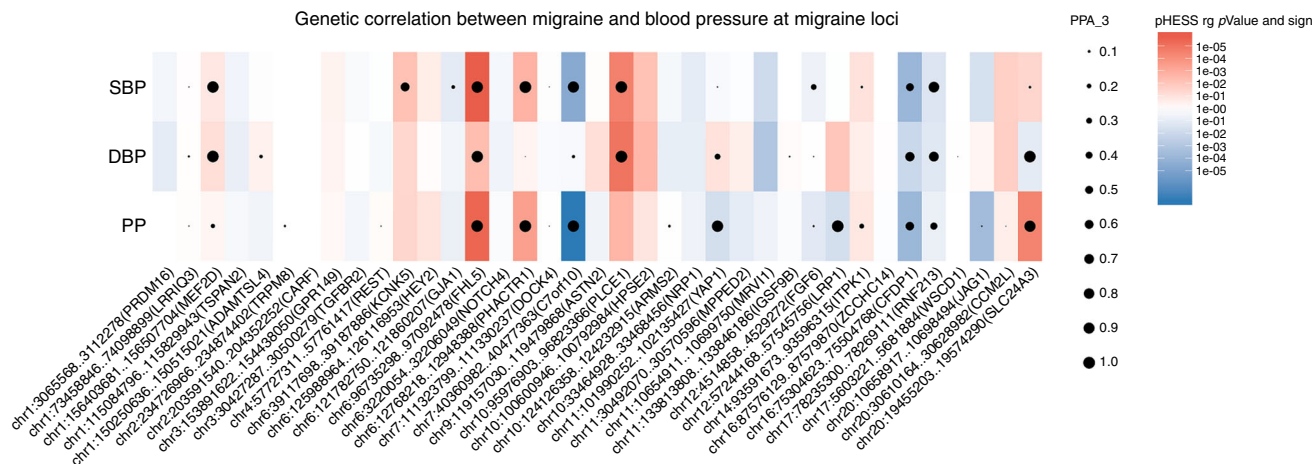 Genetic correlation between migraine and blood pressure at migraine loci
PPA_3
pHESS rg pValue and sign
SBP
DBP
PP
0.1
0.2
0.3
0.4
0.5
0.6
0.7
0.8
0.9
1.0
1e-05
1e-04
1e-03
1e-02
1e-01
1e-00
1e-01
1e-02
1e-03
1e-04
1e-05
chr1:3065568..3112278(PRDM16)
chr1:73458846..74098899(LRRIQ3)
chr1:156403681..156507704(MEF2D)
chr1:115084796..115829943(TSPAN2)
chr1:150250636..150515021(ADAMTSL4)
chr2:234726966..234874402(TRPM8)
chr2:203591540..204522252(CARF)
chr3:153891622..154438050(GPR149)
chr3:30427287..30500279(TGFBR2)
chr4:57727311..57761417(REST)
chr6:39117698..39187886(KCNK5)
chr6:125988964..126116953(HEY2)
chr6:121787250..121860207(GJA1)
chr6:96735298..97092478(FHL5)
chr6:3220054..32206049(NOTCH4)
chr6:12768218..12948388(PHACTR1)
chr7:111323799..111330237(DOCK4)
chr7:40360982..40477363(C7orf10)
chr9:119157030..119479868(ASTN2)
chr10:95976903..96823366(PLCE1)
chr10:100600946..100792984(HPSE2)
chr10:124126358..124232915(ARMS2)
chr10:33464928..33468456(NRP1)
chr11:101990252..102135427(YAP1)
chr11:30492070..30570596(MPPED2)
chr11:10654911..10699750(MRVI1)
chr11:133813808..133846186(IGSF9B)
chr12:4514858..4529272(FGF6)
chr12:57244168..57545756(LRP1)
chr14:93591673..93596315(ITPK1)
chr16:87576129..87579870(ZCCHC14)
chr16:75304623..75504768(CFDP1)
chr17:78235300..78269111(RNF213)
chr17:5603221..5681884(WSCD1)
chr20:10658917..10698494(JAG1)
chr20:30610164..30628982(CCM2L)
chr20:19455203..19574290(SLC24A3)